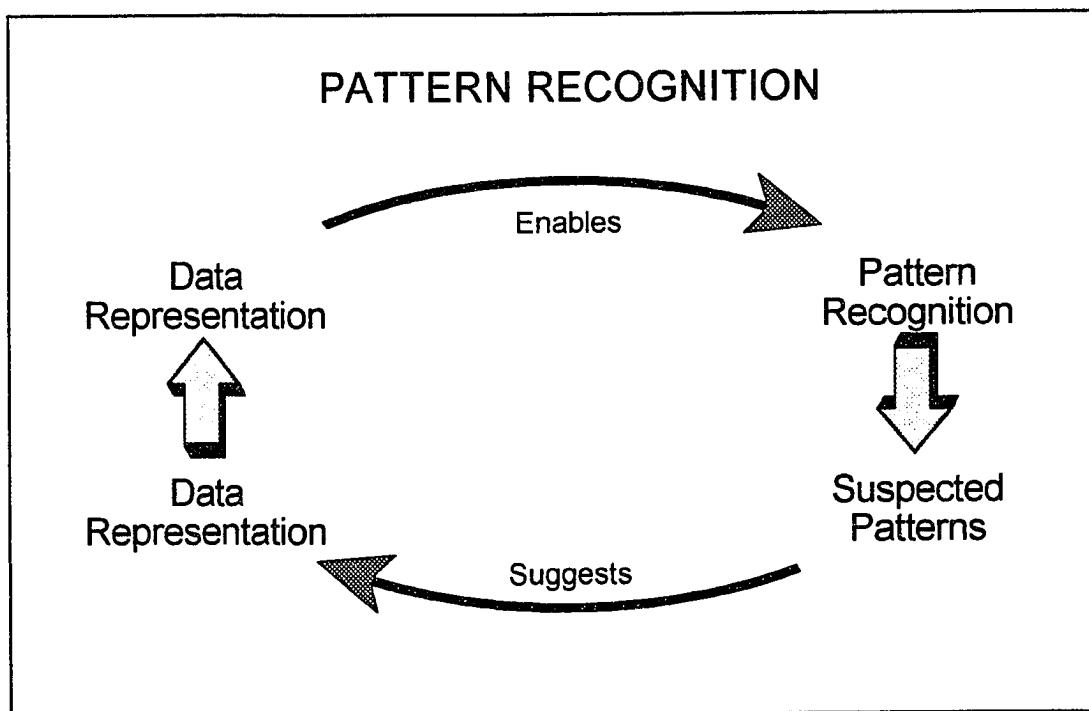 PATTERN RECOGNITION
Enables
Data
Representation
Pattern
Recognition
Data
Representation
Suspected
Patterns
Suggests